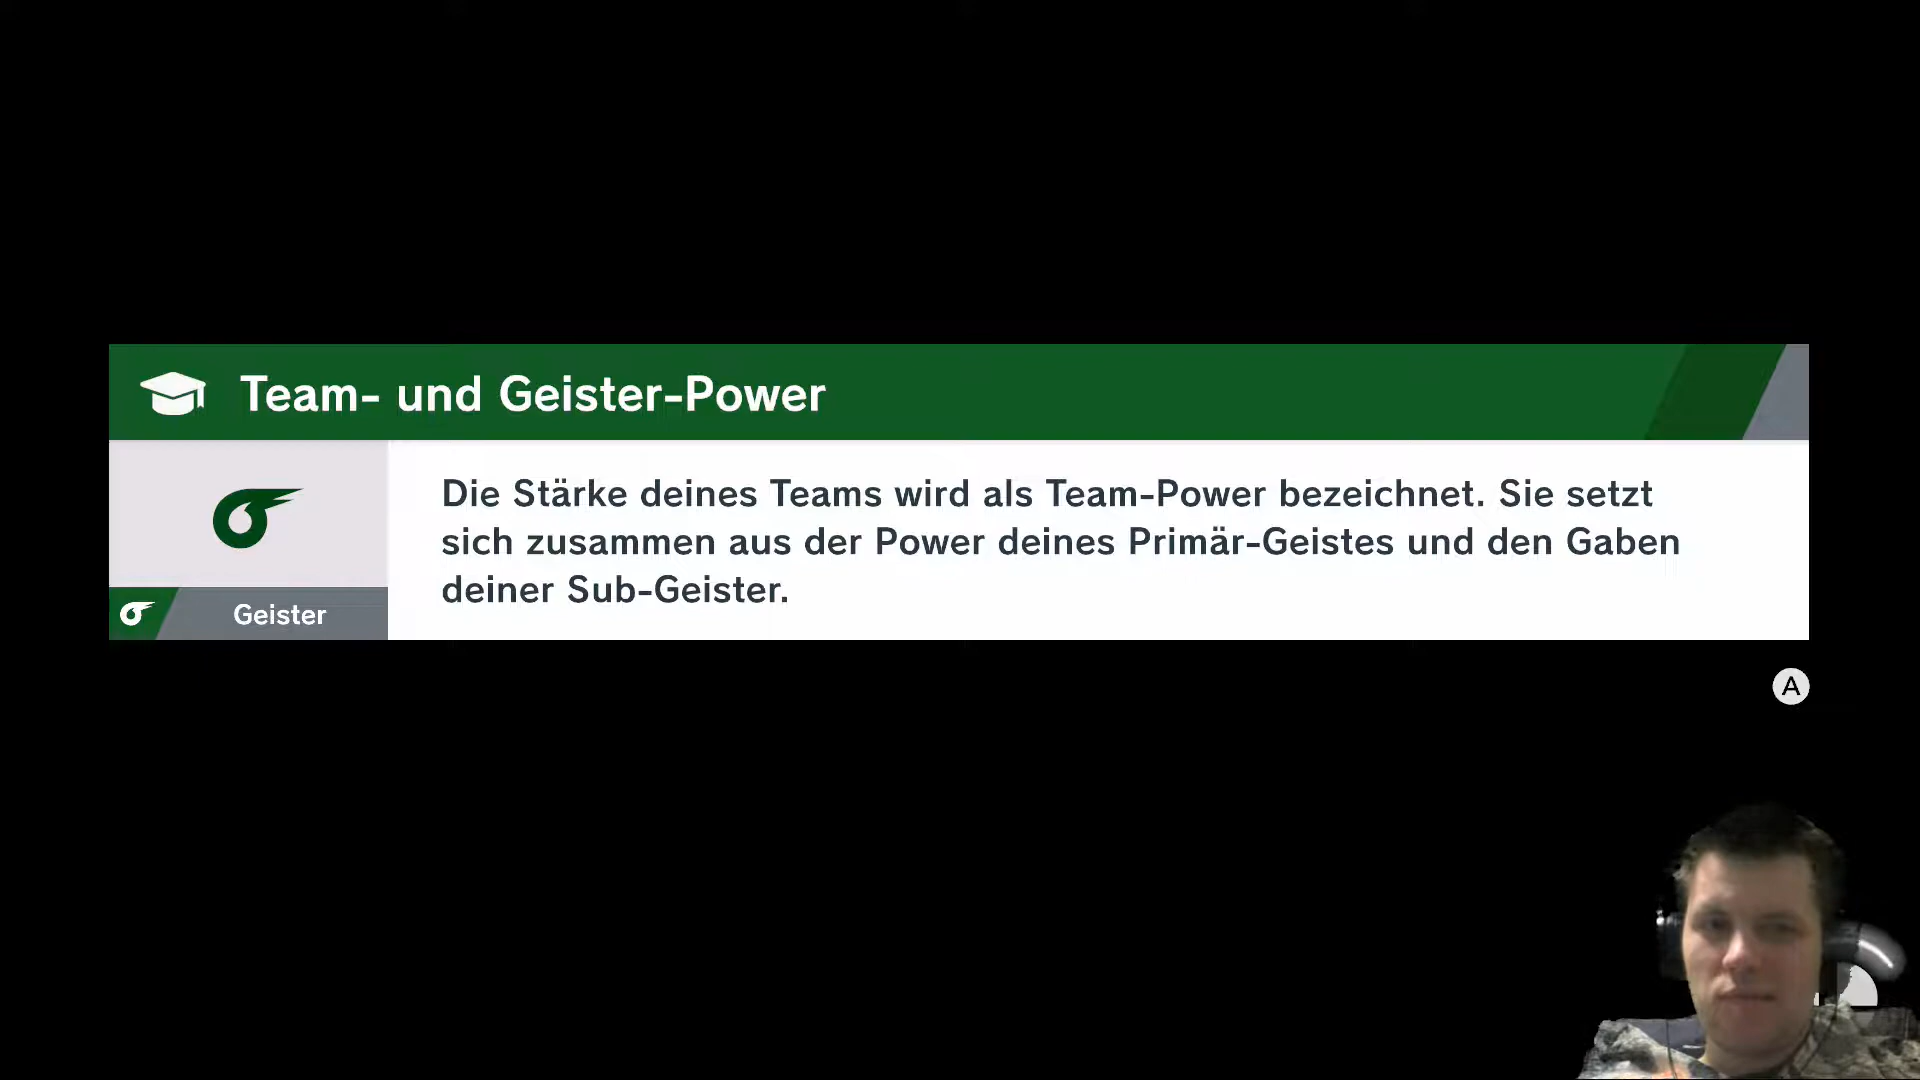 Team- und Geister-Power
Die Stärke deines Teams wird als Team-Power bezeichnet. Sie setzt
sich zusammen aus der Power deines Primär-Geistes und den Gaben
deiner Sub-Geister.
Geister
A